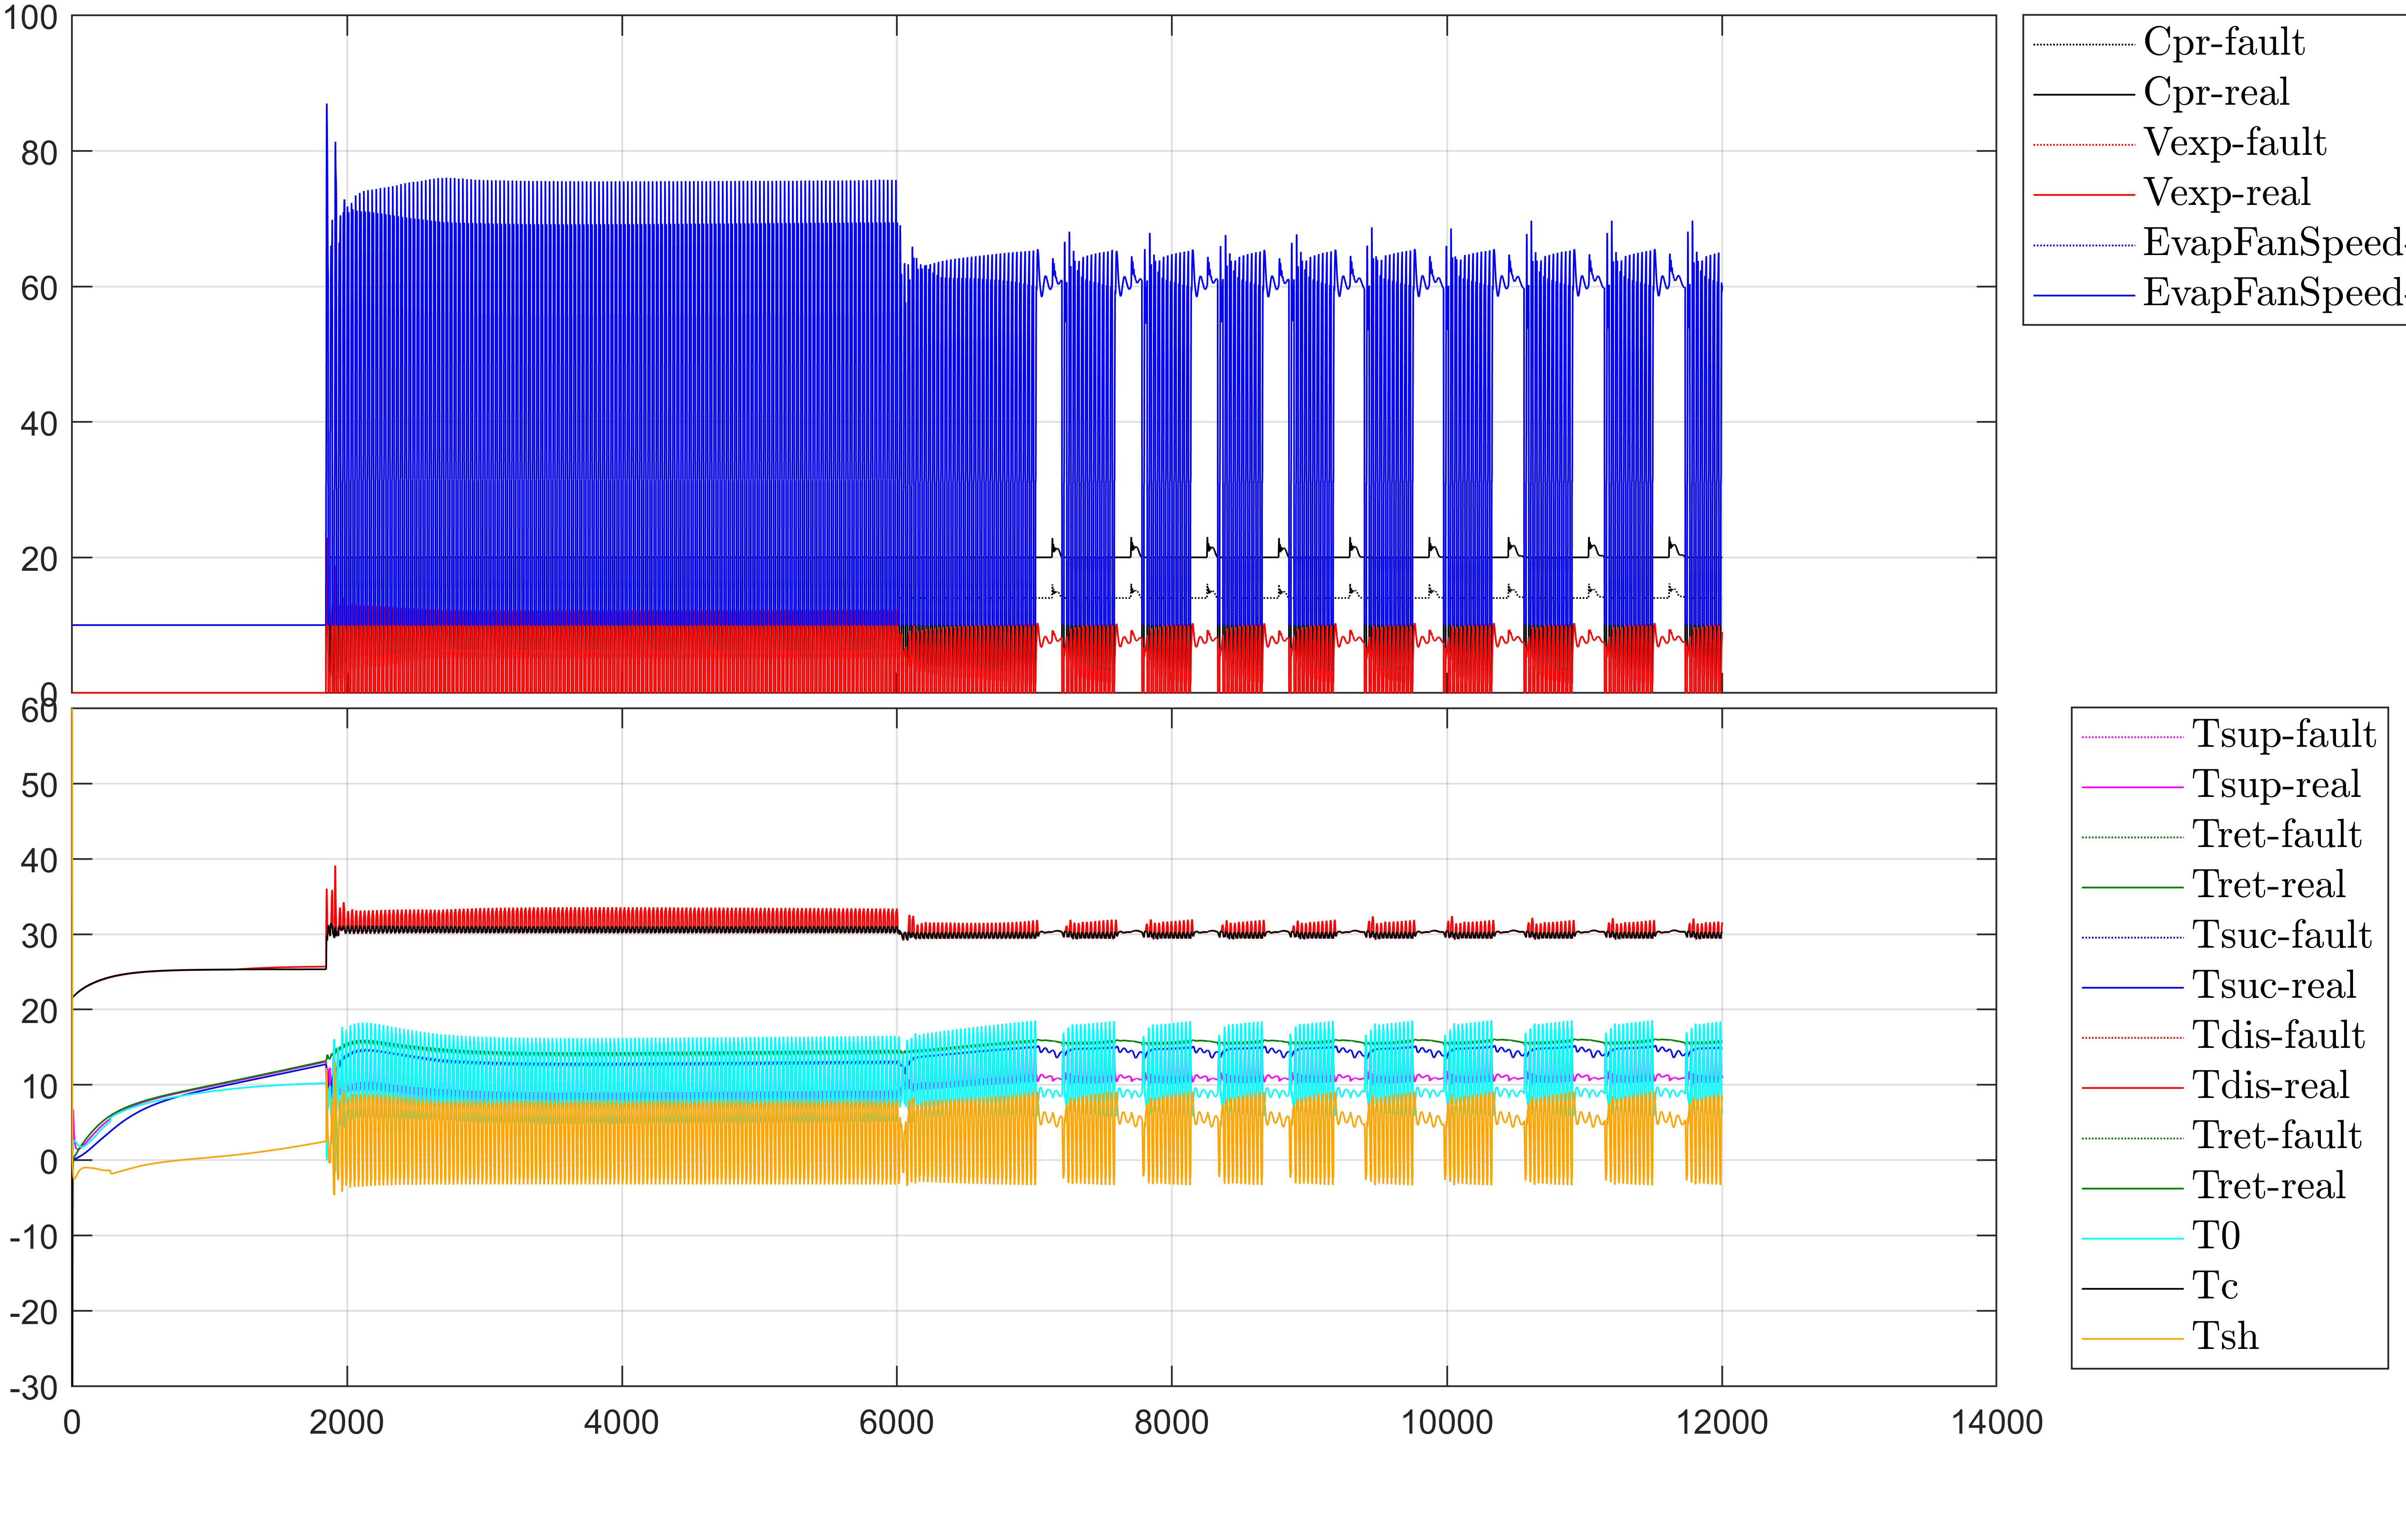 100
80
60
40
20
0
Cpr-fault
Cpr-real
Vexp-fault
Vexp-real
EvapFanSpeed-
EvapFanSpeed-
60
50
40
30
20
10
0
-10
-20
-30
0 2000 4000 6000 8000 10000 12000 14000
Tsup-fault
Tsup-real
Tret-fault
Tret-real
Tsuc-fault
Tsuc-real
Tdis-fault
Tdis-real
Tret-fault
Tret-real
T0
Tc
Tsh